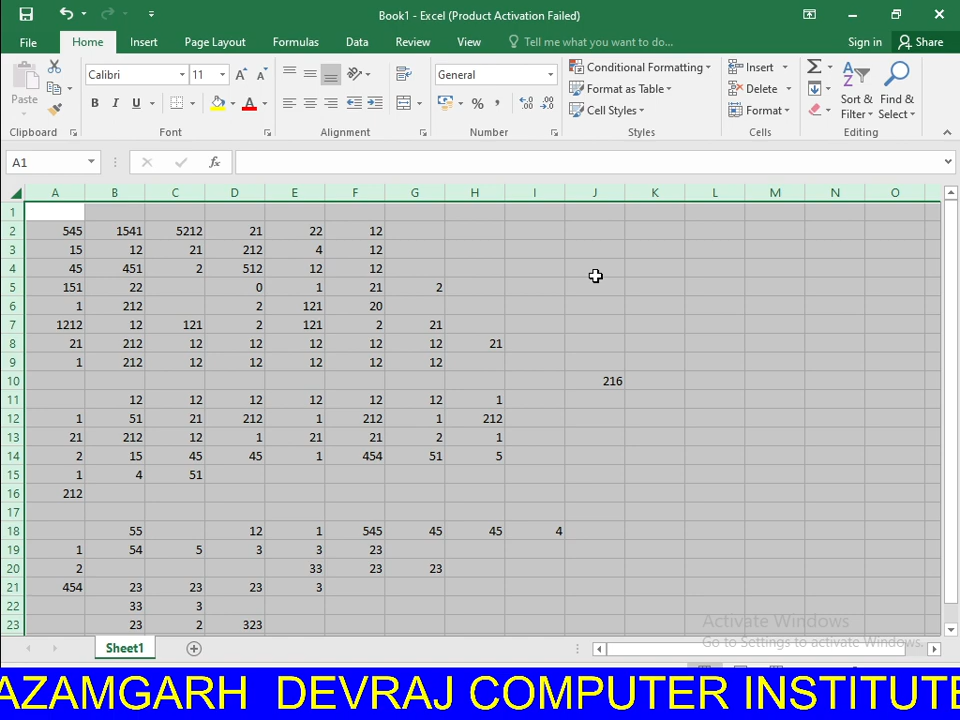 Book1 - Excel (Product Activation Failed)
File Home Insert Page Layout Formulas Data Review View Tell me what you want to do... Sign in Share
Paste Calibri 11 General Conditional Formatting Insert
B I U Format as Table Delete Sort & Find &
Cell Styles Format Filter Select
Clipboard Font Alignment Number Styles Cells Editing
A1 fx
A B C D E F G H I J K L M N O
1
2 545 1541 5212 21 22 12
3 15 12 21 212 4 12
4 45 451 2 512 12 12
5 151 22 0 1 21 2
6 1 212 2 121 20
7 1212 12 121 2 121 2 21
8 21 212 12 12 12 12 12 21
9 1 212 12 12 12 12 12
10 216
11 12 12 12 12 12 12 1
12 1 51 21 212 1 212 1 212
13 21 212 12 1 21 21 2 1
14 2 15 45 45 1 454 51 5
15 1 4 51
16 212
17
18 55 12 1 545 45 45 4
19 1 54 5 3 3 23
20 2 33 23 23
21 454 23 23 23 3
22 33 3
23 23 2 323
Activate Windows
Go to Settings to activate Windows.
Sheet1
AZAMGARH DEVRAJ COMPUTER INSTITUTE